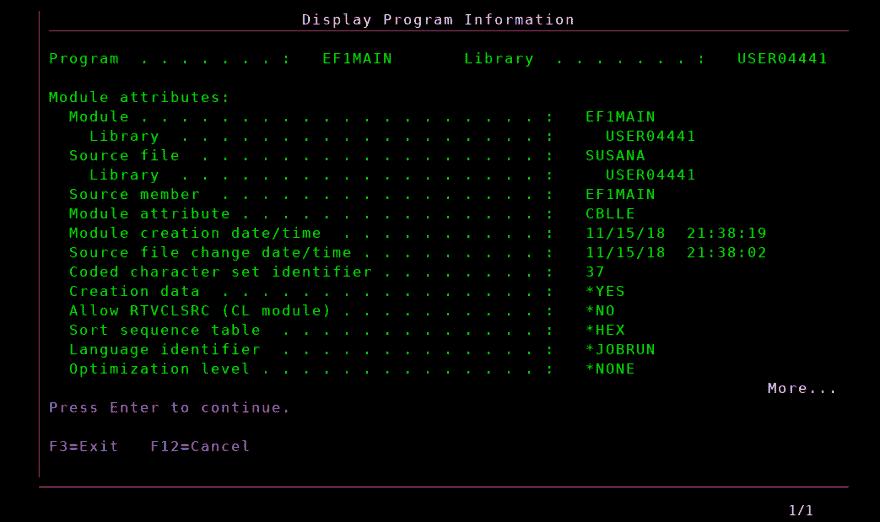 Display Program Information
Program . . . . . . . : EF1MAIN Library . . . . . . . : USER04441
Module attributes:
Module . . . . . . . . . . . . . . . . . . . . : EF1MAIN
Library . . . . . . . . . . . . . . . . . . : USER04441
Source file . . . . . . . . . . . . . . . . . : SUSANA
Library . . . . . . . . . . . . . . . . . . : USER04441
Source member . . . . . . . . . . . . . . . . : EF1MAIN
Module attribute . . . . . . . . . . . . . . . : CBLLE
Module creation date/time . . . . . . . . . . : 11/15/18 21:38:19
Source file change date/time . . . . . . . . . : 11/15/18 21:38:02
Coded character set identifier . . . . . . . . : 37
Creation data . . . . . . . . . . . . . . . . : *YES
Allow RTVCLSRC (CL module) . . . . . . . . . . : *NO
Sort sequence table . . . . . . . . . . . . . : *HEX
Language identifier . . . . . . . . . . . . . : *JOBRUN
Optimization level . . . . . . . . . . . . . . : *NONE
More...
Press Enter to continue.
F3=Exit F12=Cancel
1/1